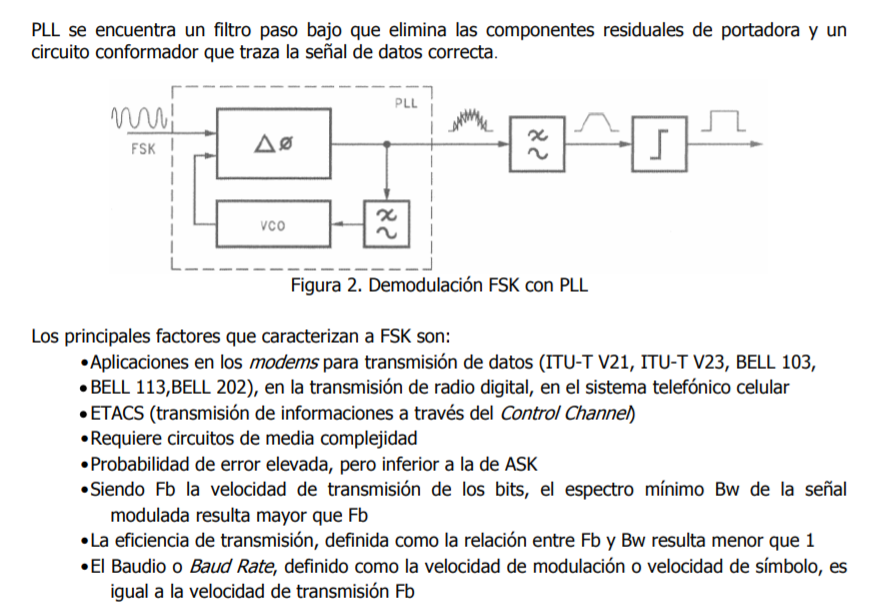 PLL se encuentra un filtro paso bajo que elimina las componentes residuales de portadora y un
circuito conformador que traza la señal de datos correcta.
PLL
FSK
Δø
VCO
Figura 2. Demodulación FSK con PLL
Los principales factores que caracterizan a FSK son:
•Aplicaciones en los modems para transmisión de datos (ITU-T V21, ITU-T V23, BELL 103,
•BELL 113,BELL 202), en la transmisión de radio digital, en el sistema telefónico celular
•ETACS (transmisión de informaciones a través del Control Channel)
•Requiere circuitos de media complejidad
•Probabilidad de error elevada, pero inferior a la de ASK
•Siendo Fb la velocidad de transmisión de los bits, el espectro mínimo Bw de la señal
modulada resulta mayor que Fb
•La eficiencia de transmisión, definida como la relación entre Fb y Bw resulta menor que 1
•El Baudio o Baud Rate, definido como la velocidad de modulación o velocidad de símbolo, es
igual a la velocidad de transmisión Fb